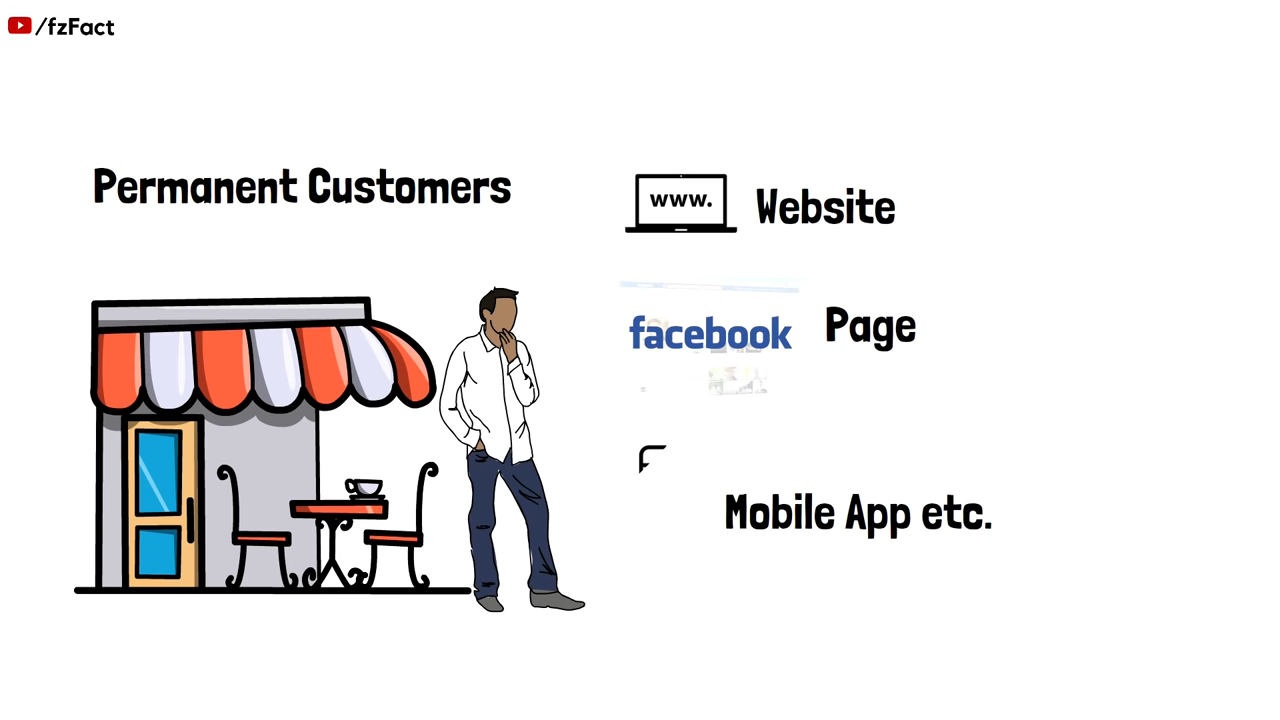 /fzFact
Permanent Customers
www.
Website
facebook
Page
Mobile App etc.